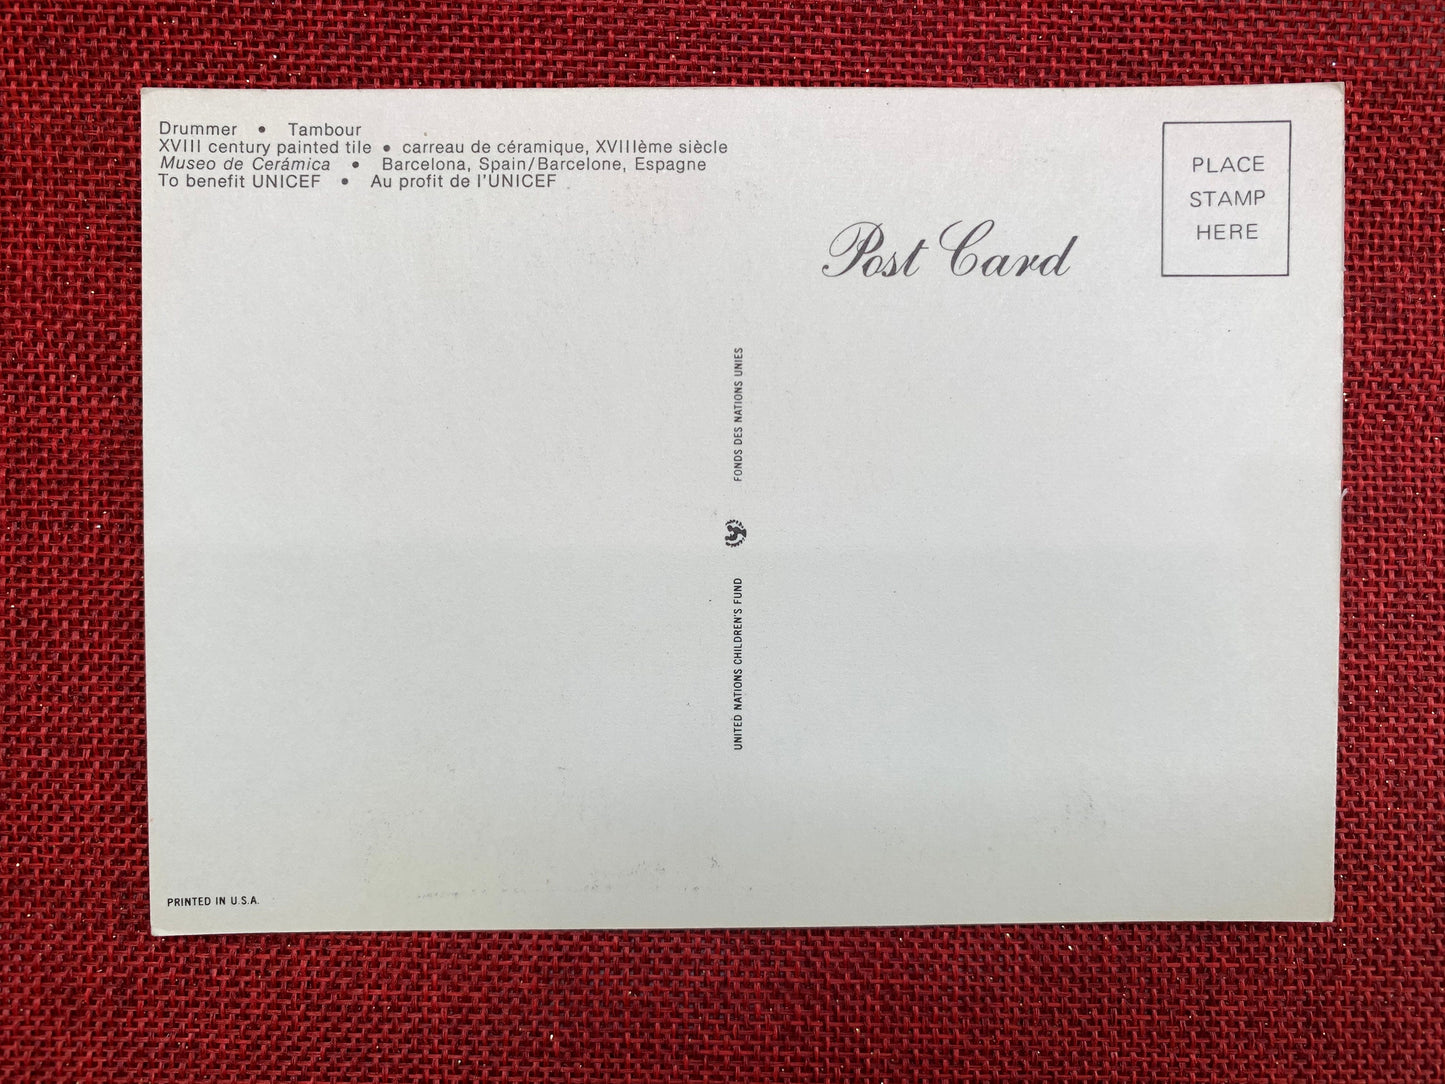 Drummer • Tambour
XVIII century painted tile • carreau de céramique, XVIIIème siècle
Museo de Cerámica • Barcelona, Spain/Barcelone, Espagne
To benefit UNICEF • Au profit de l'UNICEF
PLACE
STAMP
HERE
Post Card
FONDS DES NATIONS UNIES
UNITED NATIONS CHILDREN'S FUND
PRINTED IN U.S.A.